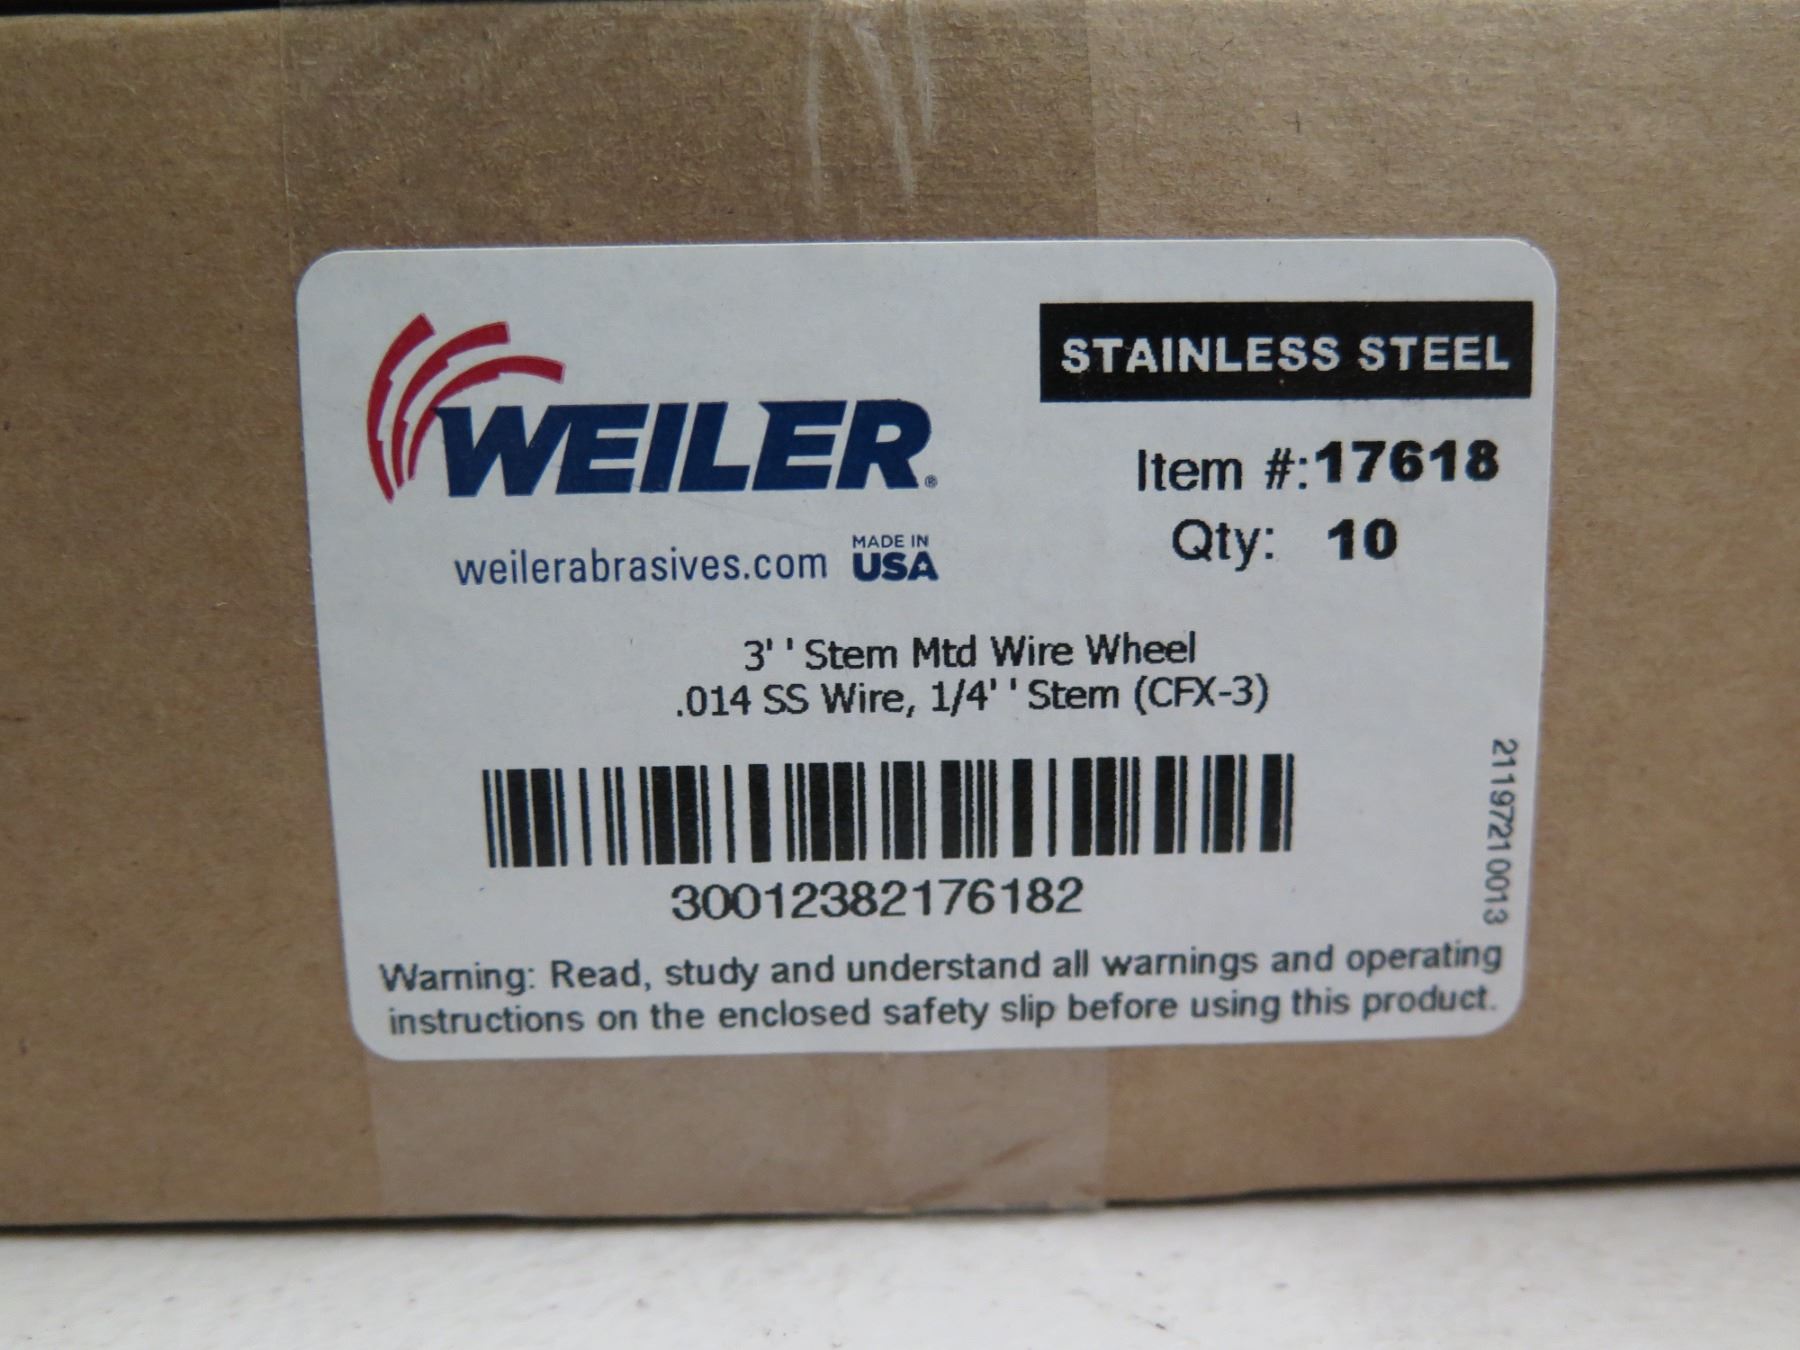 WEILER®
STAINLESS STEEL
Item #:17618
Qty: 10
weilerabrasives.com
MADE IN
USA
3'' Stem Mtd Wire Wheel
.014 SS Wire, 1/4'' Stem (CFX-3)
30012382176182
2119721 0013
Warning: Read, study and understand all warnings and operating
instructions on the enclosed safety slip before using this product.